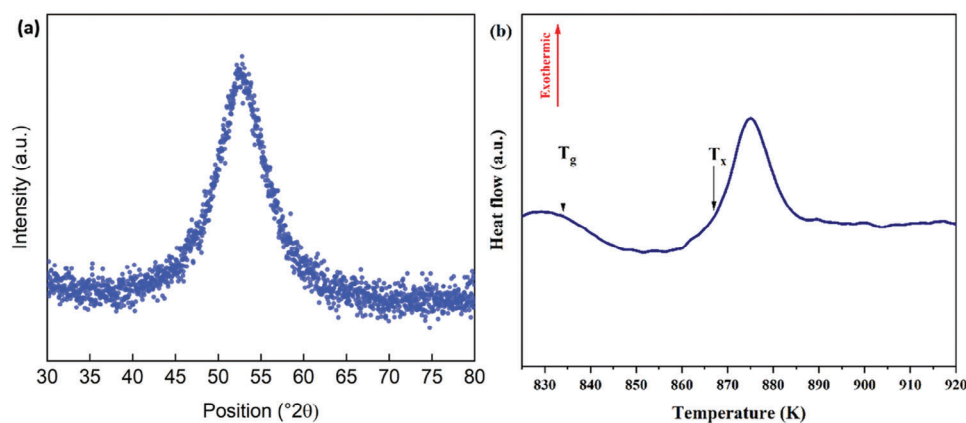 (a)
Intensity (a.u.)
30 35 40 45 50 55 60 65 70 75 80
Position (°2θ)
(b)
Exothermic
Heat flow (a.u.)
Tg
Tx
830 840 850 860 870 880 890 900 910 920
Temperature (K)